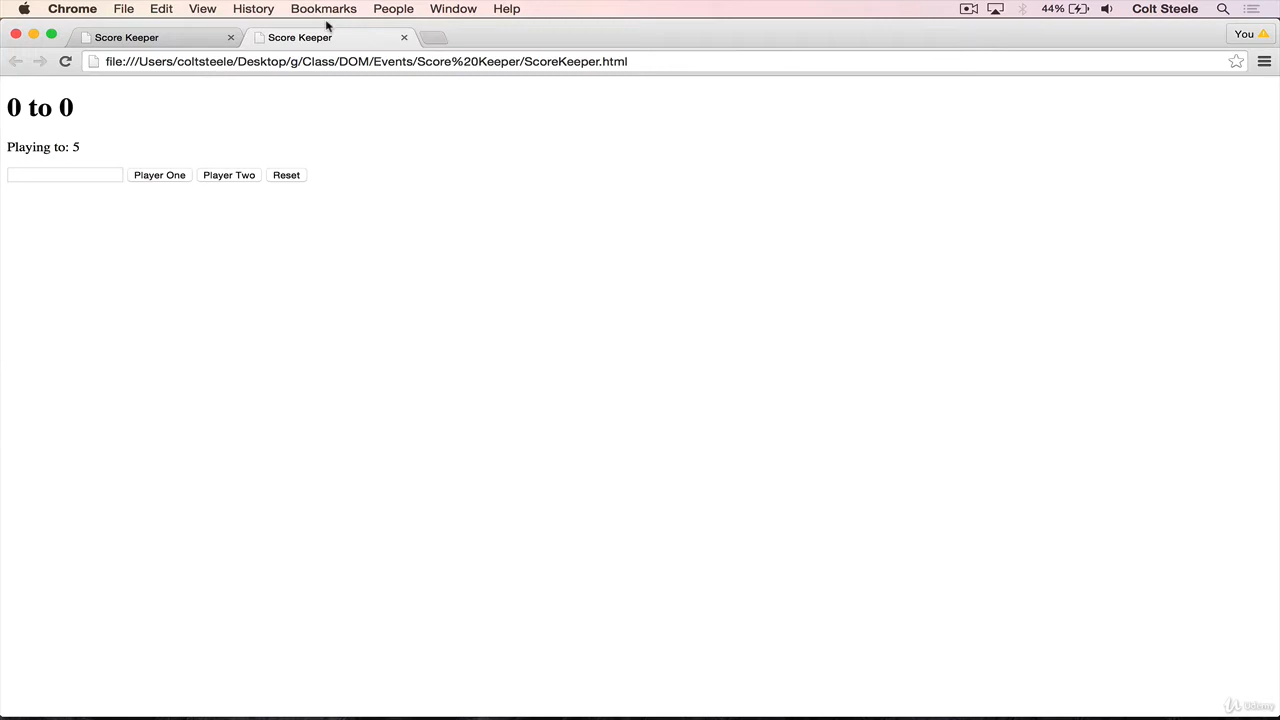 Chrome File Edit View History Bookmarks People Window Help 44% Colt Steele
Score Keeper Score Keeper You
file:///Users/coltsteele/Desktop/g/Class/DOM/Events/Score%20Keeper/ScoreKeeper.html
0 to 0
Playing to: 5
Player One Player Two Reset
Udemy